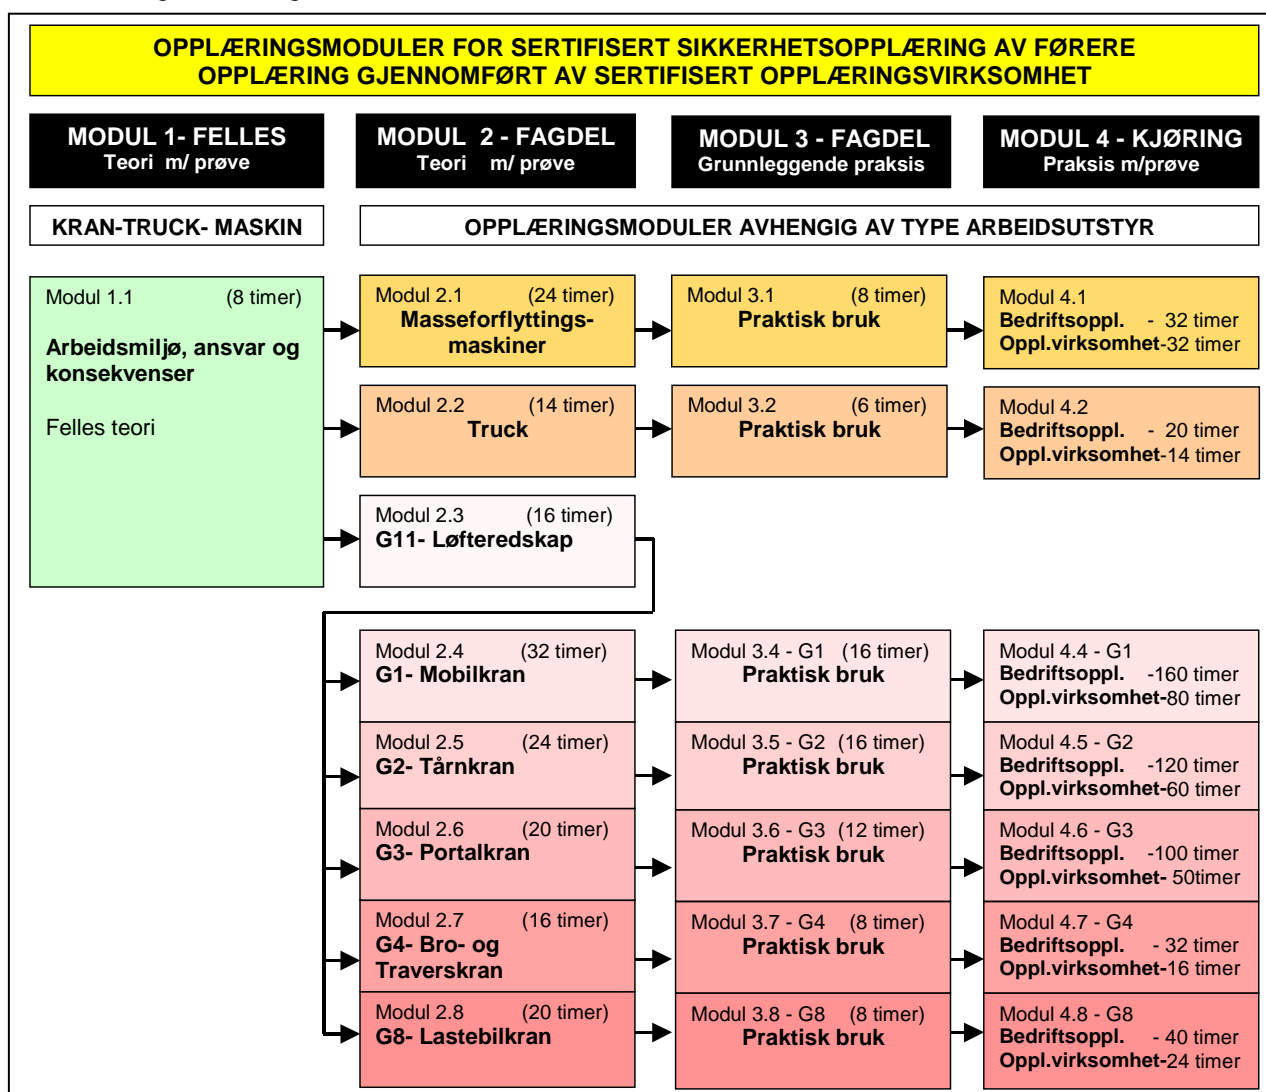 OPPLÆRINGSMODULER FOR SERTIFISERT SIKKERHETSOPPLÆRING AV FØRERE
OPPLÆRING GJENNOMFØRT AV SERTIFISERT OPPLÆRINGSVIRKSOMHET
MODUL 1- FELLES
Teori m/ prøve
MODUL 2 - FAGDEL
Teori m/ prøve
MODUL 3 - FAGDEL
Grunnleggende praksis
MODUL 4 - KJØRING
Praksis m/prøve
KRAN-TRUCK- MASKIN
OPPLÆRINGSMODULER AVHENGIG AV TYPE ARBEIDSUTSTYR
Modul 1.1 (8 timer)
Arbeidsmiljø, ansvar og
konsekvenser
Felles teori
Modul 2.1 (24 timer)
Masseforflyttings-
maskiner
Modul 3.1 (8 timer)
Praktisk bruk
Modul 4.1
Bedriftsoppl. - 32 timer
Oppl.virksomhet-32 timer
Modul 2.2 (14 timer)
Truck
Modul 3.2 (6 timer)
Praktisk bruk
Modul 4.2
Bedriftsoppl. - 20 timer
Oppl.virksomhet-14 timer
Modul 2.3 (16 timer)
G11- Løfteredskap
Modul 2.4 (32 timer)
G1- Mobilkran
Modul 3.4 - G1 (16 timer)
Praktisk bruk
Modul 4.4 - G1
Bedriftsoppl. -160 timer
Oppl.virksomhet-80 timer
Modul 2.5 (24 timer)
G2- Tårnkran
Modul 3.5 - G2 (16 timer)
Praktisk bruk
Modul 4.5 - G2
Bedriftsoppl. -120 timer
Oppl.virksomhet-60 timer
Modul 2.6 (20 timer)
G3- Portalkran
Modul 3.6 - G3 (12 timer)
Praktisk bruk
Modul 4.6 - G3
Bedriftsoppl. -100 timer
Oppl.virksomhet- 50timer
Modul 2.7 (16 timer)
G4- Bro- og
Traverskran
Modul 3.7 - G4 (8 timer)
Praktisk bruk
Modul 4.7 - G4
Bedriftsoppl. - 32 timer
Oppl.virksomhet-16 timer
Modul 2.8 (20 timer)
G8- Lastebilkran
Modul 3.8 - G8 (8 timer)
Praktisk bruk
Modul 4.8 - G8
Bedriftsoppl. - 40 timer
Oppl.virksomhet-24 timer